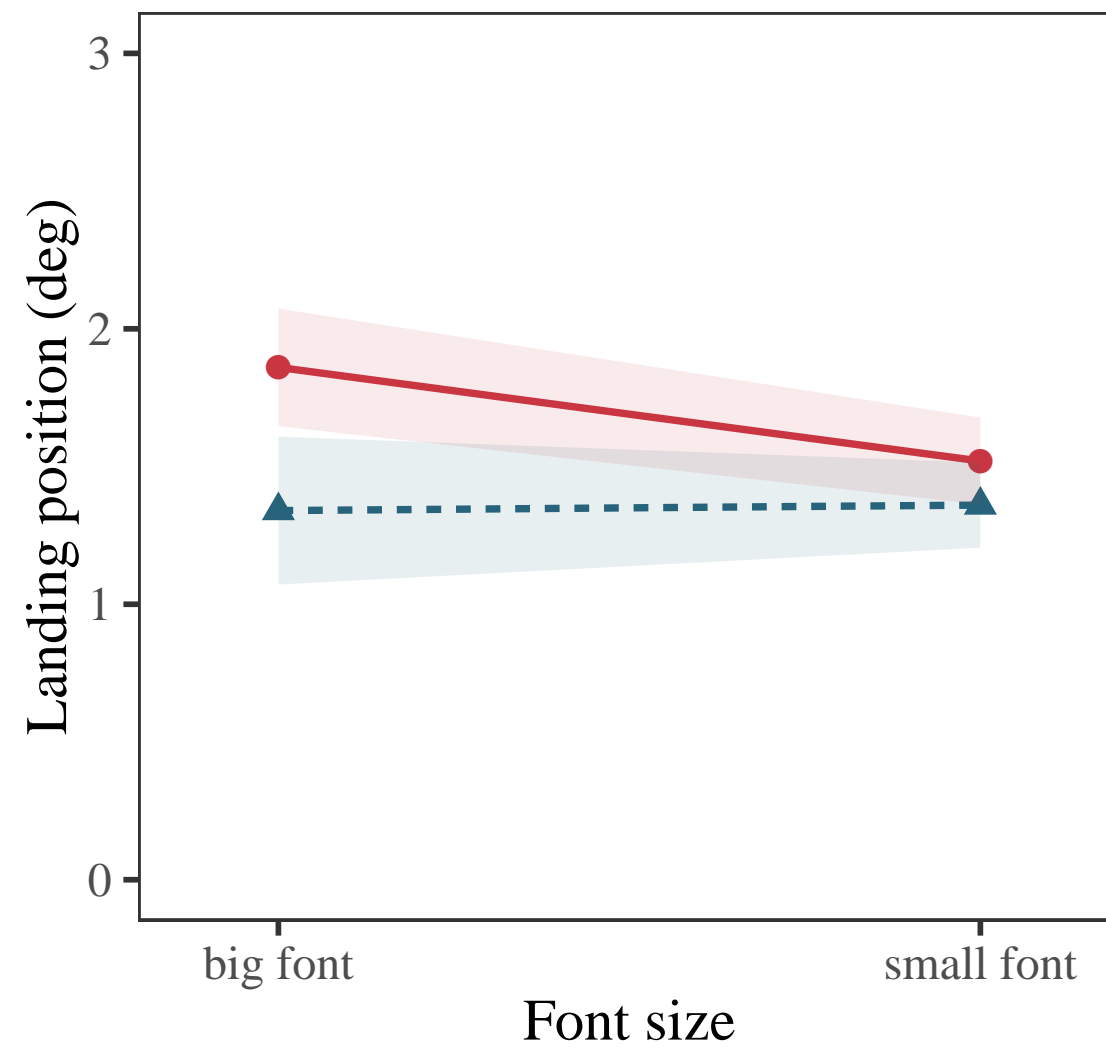 Landing position (deg)
3
2
1
0
big font
small font
Font size